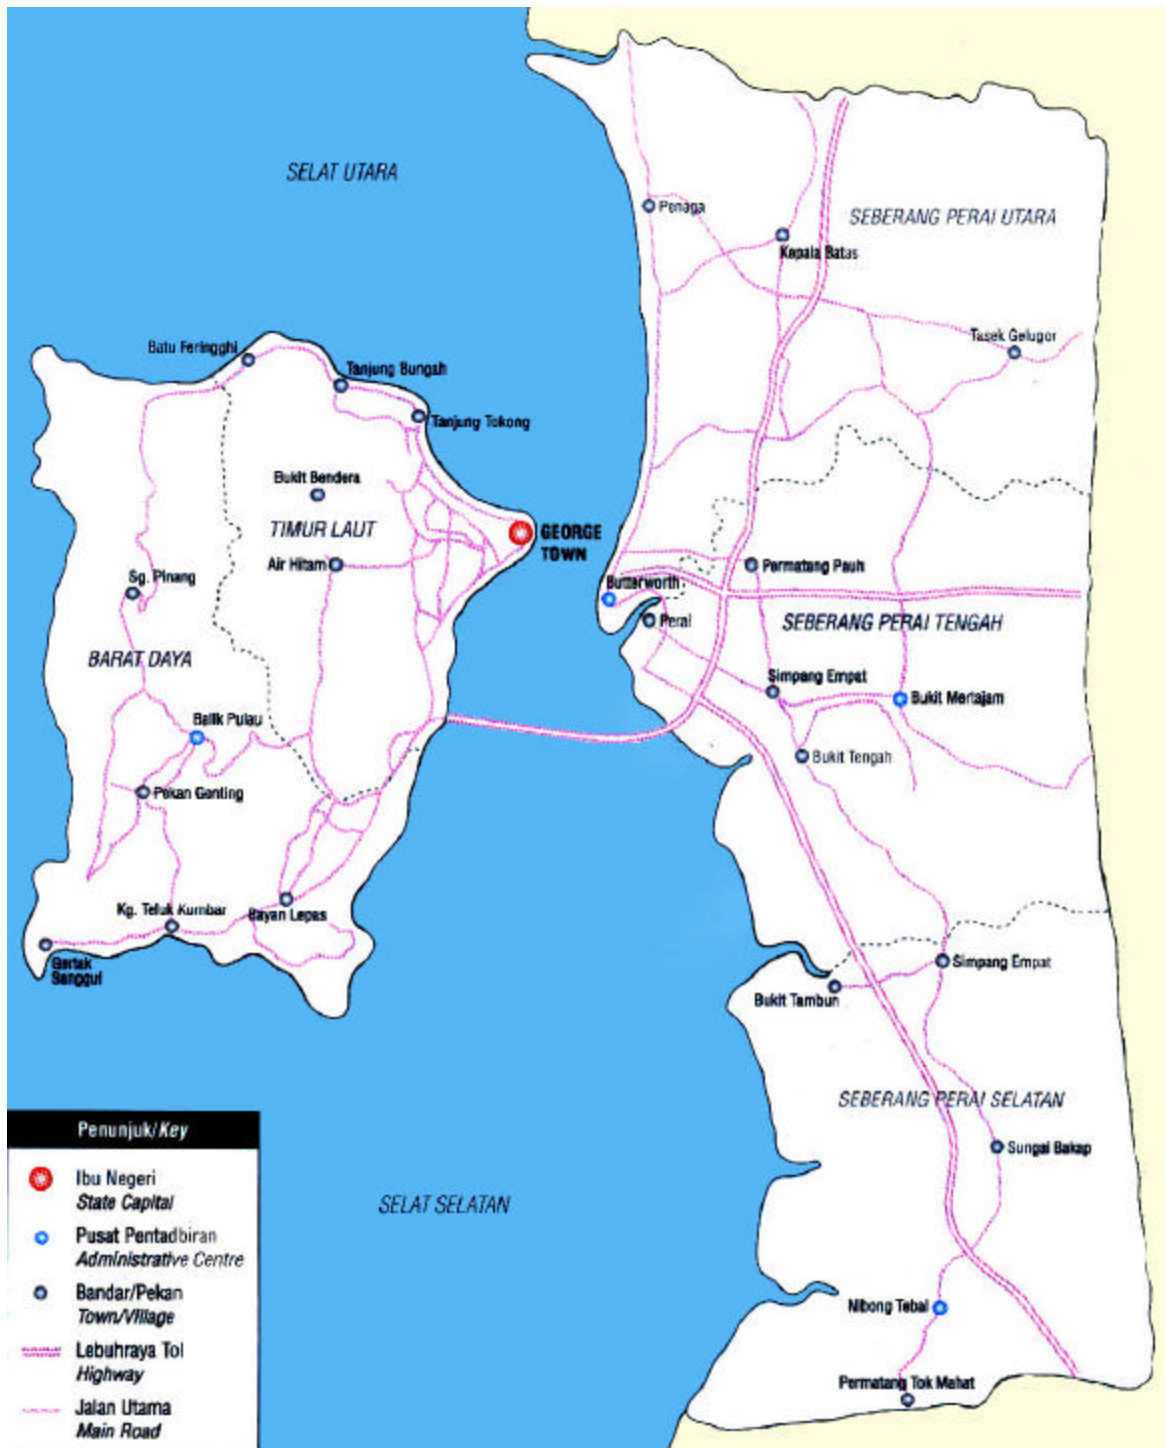 SELAT UTARA
Penaga
SEBERANG PERAI UTARA
Kepala Batas
Tasek Gelugor
Batu Feringghi
Tanjung Bungah
Tanjung Tokong
Bukit Bendera
TIMUR LAUT
GEORGE
TOWN
Air Hitam
Sg. Pinang
Permatang Pauh
Butterworth
Perai
SEBERANG PERAI TENGAH
BARAT DAYA
Simpang Empat
Bukit Mertajam
Balik Pulau
Bukit Tengah
Pekan Genting
Kg. Teluk Kumbar
Bayan Lepas
Gertak
Sanggul
Simpang Empat
Bukit Tambun
SEBERANG PERAI SELATAN
Sungai Bakap
SELAT SELATAN
Nibong Tebal
Permatang Tok Mahat
Penunjuk/Key
Ibu Negeri
State Capital
Pusat Pentadbiran
Administrative Centre
Bandar/Pekan
Town/Village
Lebuhraya Tol
Highway
Jalan Utama
Main Road